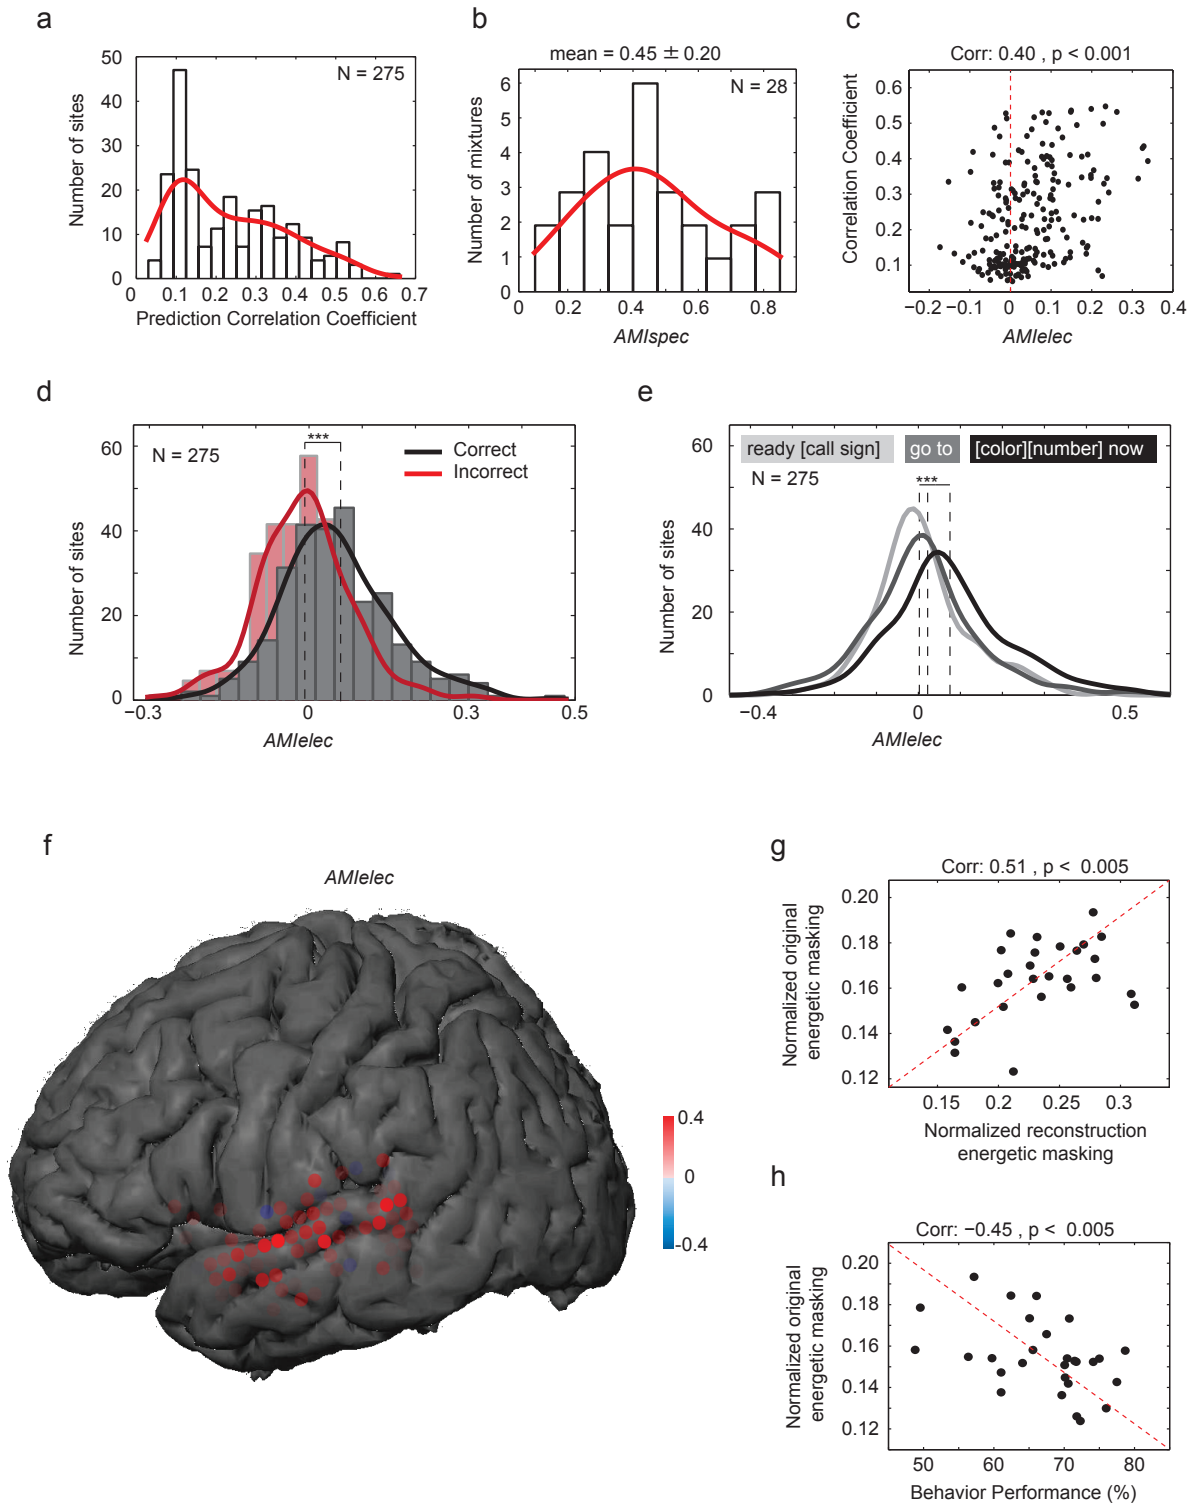 a
N = 275
Number of sites
50
40
30
20
10
0
0 0.1 0.2 0.3 0.4 0.5 0.6 0.7
Prediction Correlation Coefficient
b
mean = 0.45 ± 0.20
N = 28
Number of mixtures
6
5
4
3
2
1
0
0 0.2 0.4 0.6 0.8
AMIspec
c
Corr: 0.40 , p < 0.001
Correlation Coefficient
0.6
0.5
0.4
0.3
0.2
0.1
−0.2 −0.1 0 0.1 0.2 0.3 0.4
AMIelec
d
N = 275
***
Correct
Incorrect
Number of sites
60
40
20
0
−0.3 0 0.3 0.5
AMIelec
e
ready [call sign] go to [color][number] now
N = 275
***
Number of sites
60
40
20
0
−0.4 0 0.5
AMIelec
f
AMIelec
0.4
0
-0.4
g
Corr: 0.51 , p < 0.005
Normalized original
energetic masking
0.20
0.18
0.16
0.14
0.12
0.15 0.2 0.25 0.3
Normalized reconstruction
energetic masking
h
Corr: −0.45 , p < 0.005
Normalized original
energetic masking
0.20
0.18
0.16
0.14
0.12
50 60 70 80
Behavior Performance (%)